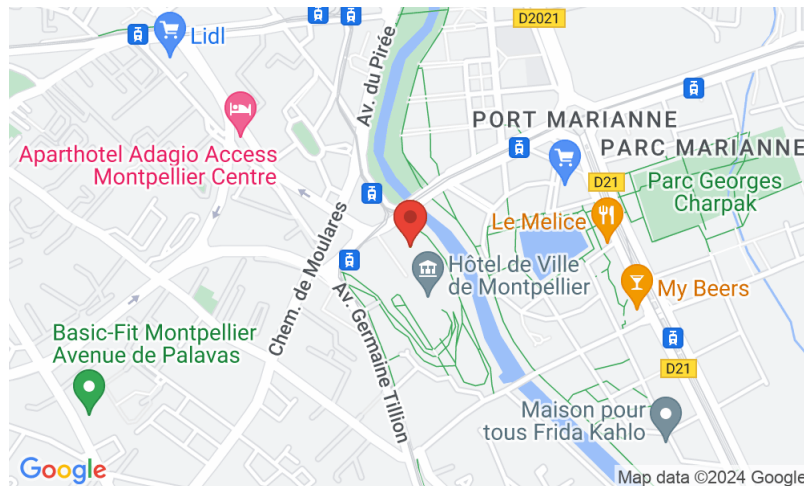 D2021
Lidl
Av. du Pirée
PORT MARIANNE
PARC MARIANNE
Aparthotel Adagio Access
Montpellier Centre
D21
Parc Georges
Charpak
Chem. de Moulares
Le Mélice
Hôtel de Ville
de Montpellier
My Beers
Av. Germaine Tillion
Basic-Fit Montpellier
Avenue de Palavas
D21
Maison pour
tous Frida Kahlo
Google
Map data ©2024 Google